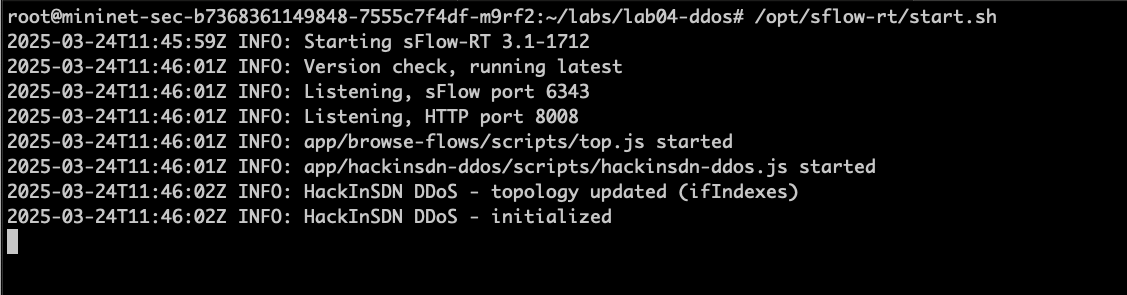 root@mininet-sec-b7368361149848-7555c7f4df-m9rf2:~/labs/lab04-ddos# /opt/sflow-rt/start.sh
2025-03-24T11:45:59Z INFO: Starting sFlow-RT 3.1-1712
2025-03-24T11:46:01Z INFO: Version check, running latest
2025-03-24T11:46:01Z INFO: Listening, sFlow port 6343
2025-03-24T11:46:01Z INFO: Listening, HTTP port 8008
2025-03-24T11:46:01Z INFO: app/browse-flows/scripts/top.js started
2025-03-24T11:46:01Z INFO: app/hackinsdn-ddos/scripts/hackinsdn-ddos.js started
2025-03-24T11:46:02Z INFO: HackInSDN DDoS - topology updated (ifIndexes)
2025-03-24T11:46:02Z INFO: HackInSDN DDoS - initialized